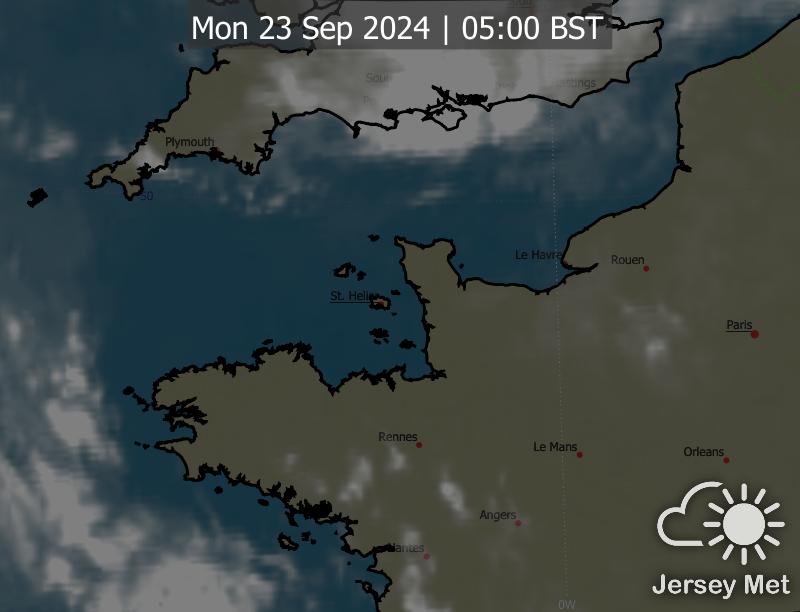 Mon 23 Sep 2024 | 05:00 BST
Plymouth
50
Le Havre
Rouen
St. Helier
Paris
Rennes
Le Mans
Orleans
Angers
Nantes
Jersey Met
0W